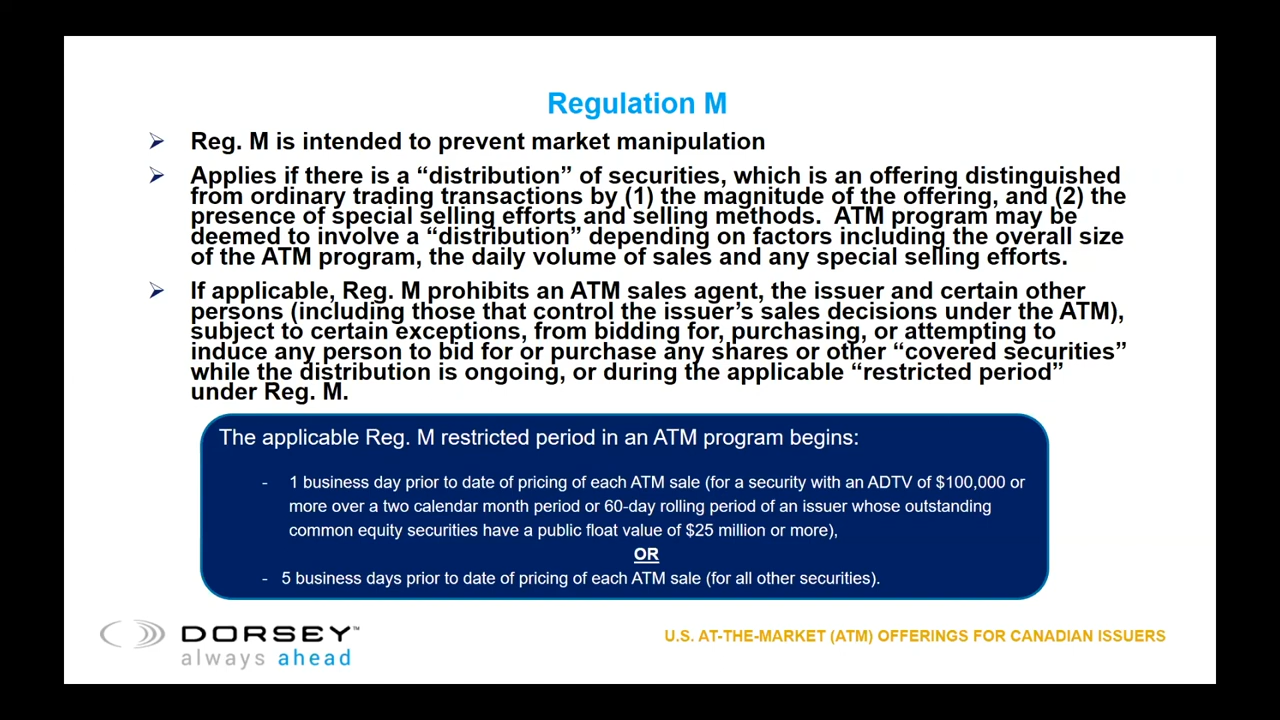 Regulation M
➢ Reg. M is intended to prevent market manipulation
➢ Applies if there is a “distribution” of securities, which is an offering distinguished
from ordinary trading transactions by (1) the magnitude of the offering, and (2) the
presence of special selling efforts and selling methods.  ATM program may be
deemed to involve a “distribution” depending on factors including the overall size
of the ATM program, the daily volume of sales and any special selling efforts.
➢ If applicable, Reg. M prohibits an ATM sales agent, the issuer and certain other
persons (including those that control the issuer’s sales decisions under the ATM),
subject to certain exceptions, from bidding for, purchasing, or attempting to
induce any person to bid for or purchase any shares or other “covered securities”
while the distribution is ongoing, or during the applicable “restricted period”
under Reg. M.
The applicable Reg. M restricted period in an ATM program begins:
- 1 business day prior to date of pricing of each ATM sale (for a security with an ADTV of $100,000 or
more over a two calendar month period or 60-day rolling period of an issuer whose outstanding
common equity securities have a public float value of $25 million or more),
OR
- 5 business days prior to date of pricing of each ATM sale (for all other securities).
DORSEY™
always ahead
U.S. AT-THE-MARKET (ATM) OFFERINGS FOR CANADIAN ISSUERS